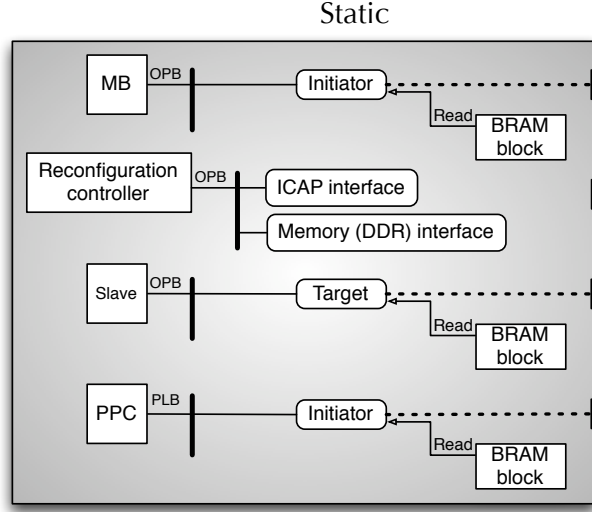 Static
MB
OPB
Initiator
Read
BRAM
block
Reconfiguration
controller
OPB
ICAP interface
Memory (DDR) interface
Slave
OPB
Target
Read
BRAM
block
PPC
PLB
Initiator
Read
BRAM
block